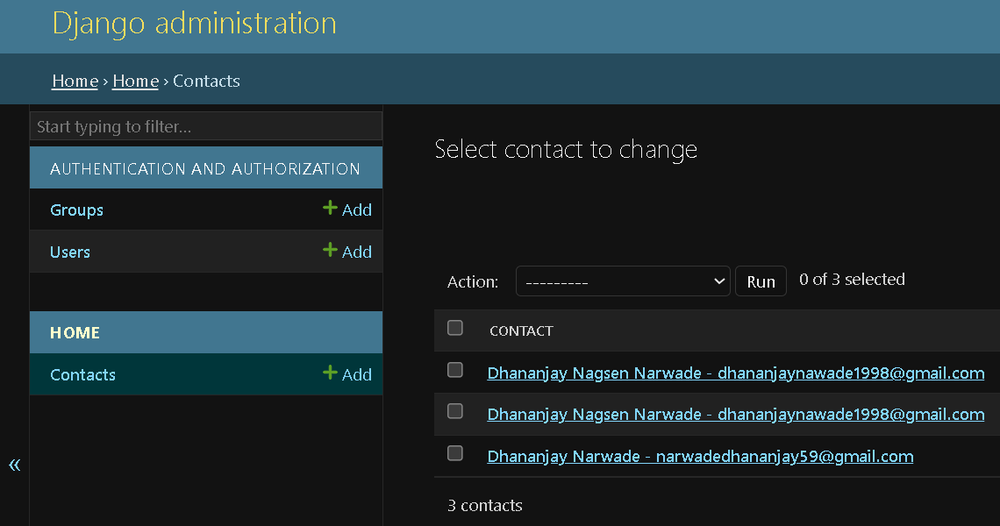 Django administration
Home › Home › Contacts
Start typing to filter...
AUTHENTICATION AND AUTHORIZATION
Groups + Add
Users + Add
HOME
Contacts + Add
«
Select contact to change
Action: --------- Run 0 of 3 selected
CONTACT
Dhananjay Nagsen Narwade - dhananjaynawade1998@gmail.com
Dhananjay Nagsen Narwade - dhananjaynawade1998@gmail.com
Dhananjay Narwade - narwadedhananjay59@gmail.com
3 contacts